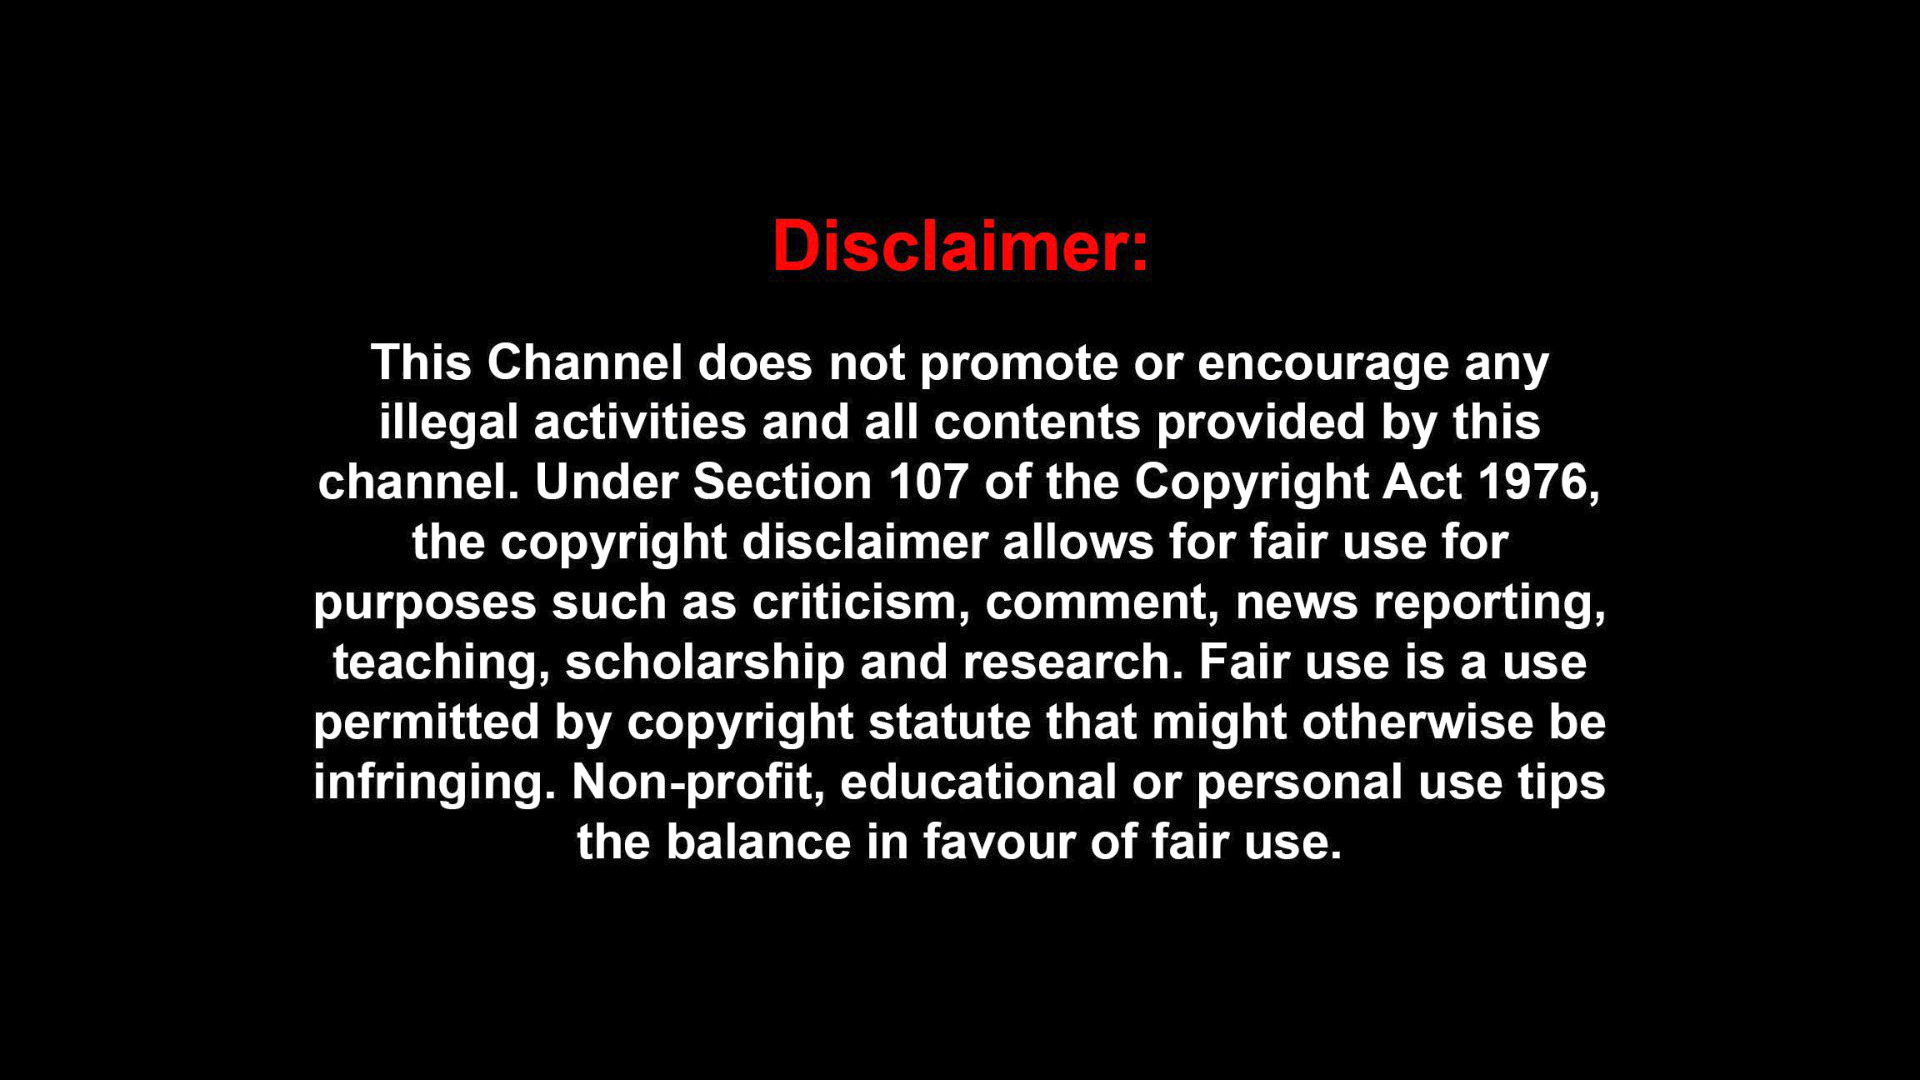 Disclaimer:
This Channel does not promote or encourage any
illegal activities and all contents provided by this
channel. Under Section 107 of the Copyright Act 1976,
the copyright disclaimer allows for fair use for
purposes such as criticism, comment, news reporting,
teaching, scholarship and research. Fair use is a use
permitted by copyright statute that might otherwise be
infringing. Non-profit, educational or personal use tips
the balance in favour of fair use.